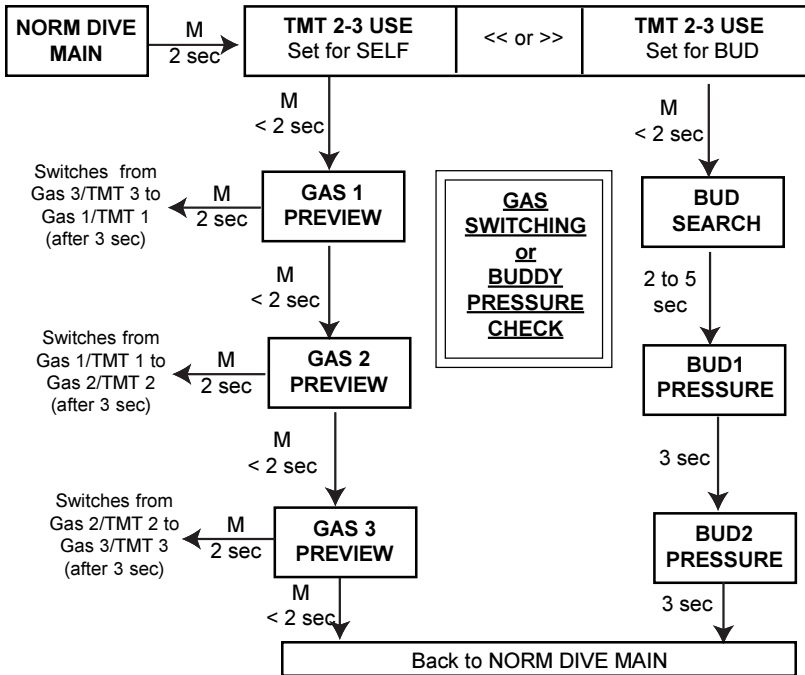 NORM DIVE
MAIN
M
2 sec
TMT 2-3 USE
Set for SELF
<< or >>
TMT 2-3 USE
Set for BUD
M
< 2 sec
M
< 2 sec
Switches from
Gas 3/TMT 3 to
Gas 1/TMT 1
(after 3 sec)
M
2 sec
GAS 1
PREVIEW
GAS
SWITCHING
or
BUDDY
PRESSURE
CHECK
BUD
SEARCH
M
< 2 sec
2 to 5
sec
Switches from
Gas 1/TMT 1 to
Gas 2/TMT 2
(after 3 sec)
M
2 sec
GAS 2
PREVIEW
BUD1
PRESSURE
M
< 2 sec
3 sec
Switches from
Gas 2/TMT 2 to
Gas 3/TMT 3
(after 3 sec)
M
2 sec
GAS 3
PREVIEW
BUD2
PRESSURE
M
< 2 sec
3 sec
Back to NORM DIVE MAIN